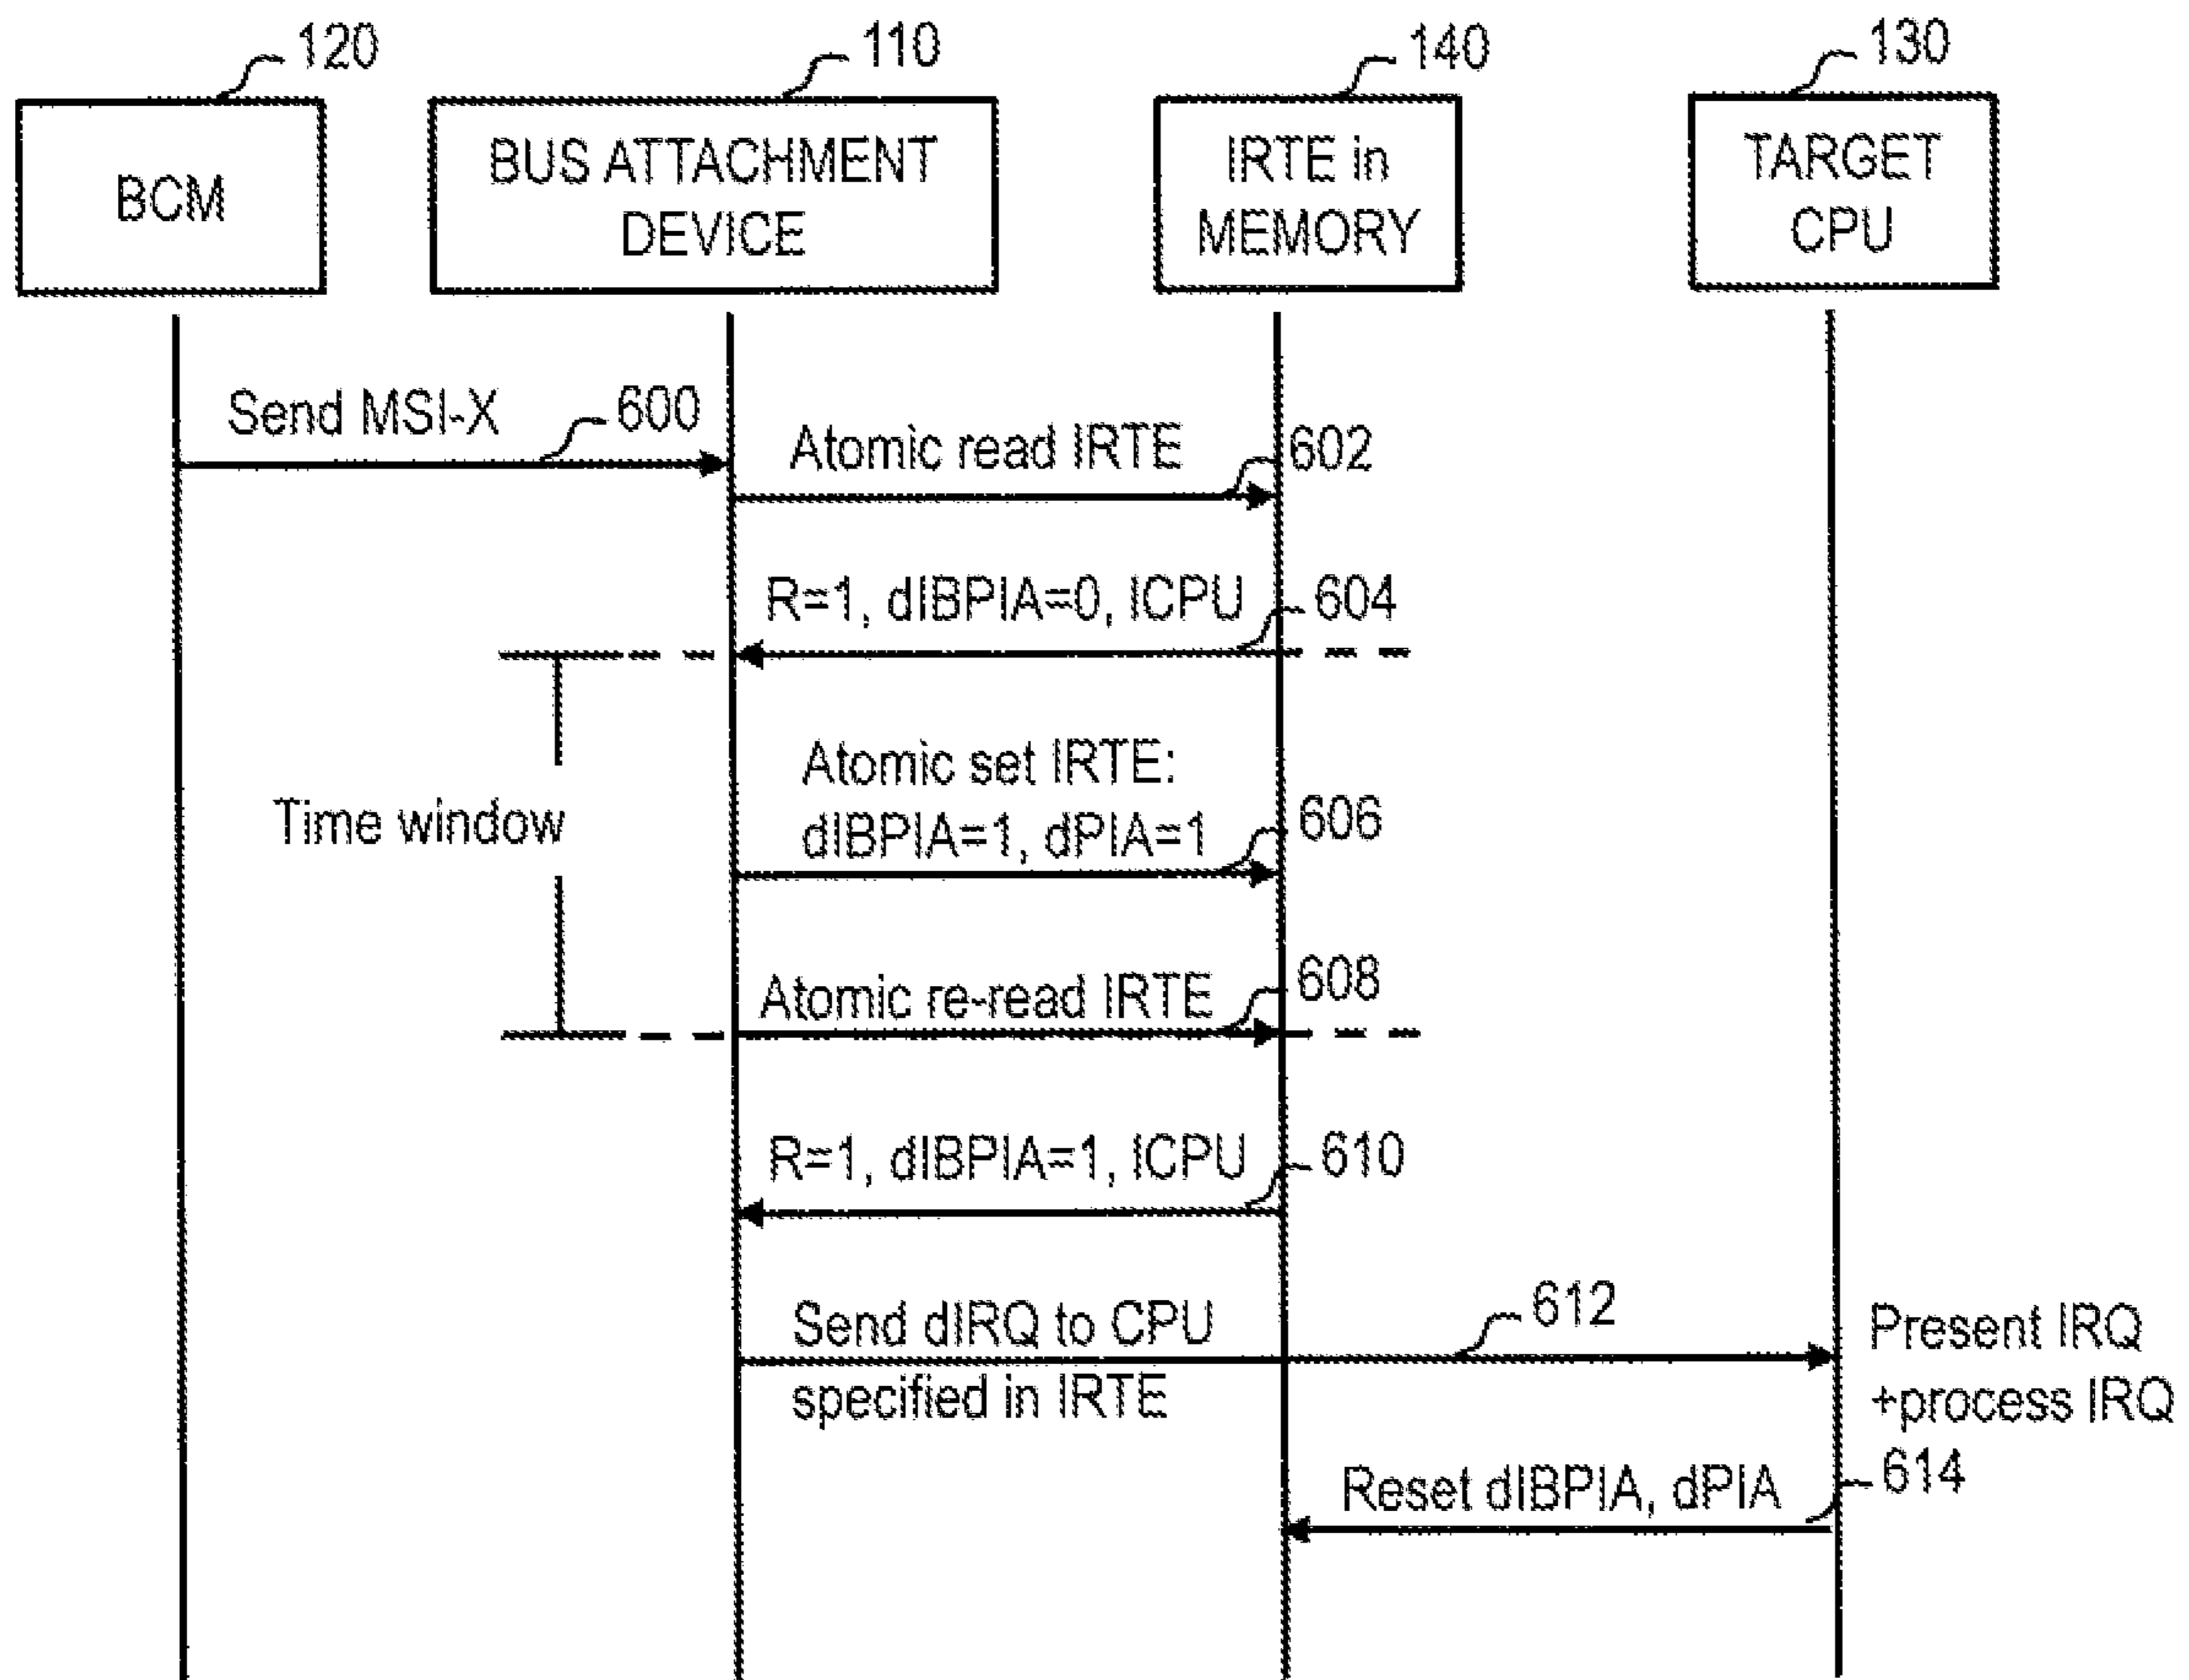 120
110
140
130
BCM
BUS ATTACHMENT
DEVICE
IRTE in
MEMORY
TARGET
CPU
Send MSI-X
600
Atomic read IRTE
602
R=1, dIBPIA=0, ICPU
604
Atomic set IRTE:
dIBPIA=1, dPIA=1
606
Time window
Atomic re-read IRTE
608
R=1, dIBPIA=1, ICPU
610
Send dIRQ to CPU
specified in IRTE
612
Present IRQ
+process IRQ
Reset dIBPIA, dPIA
614